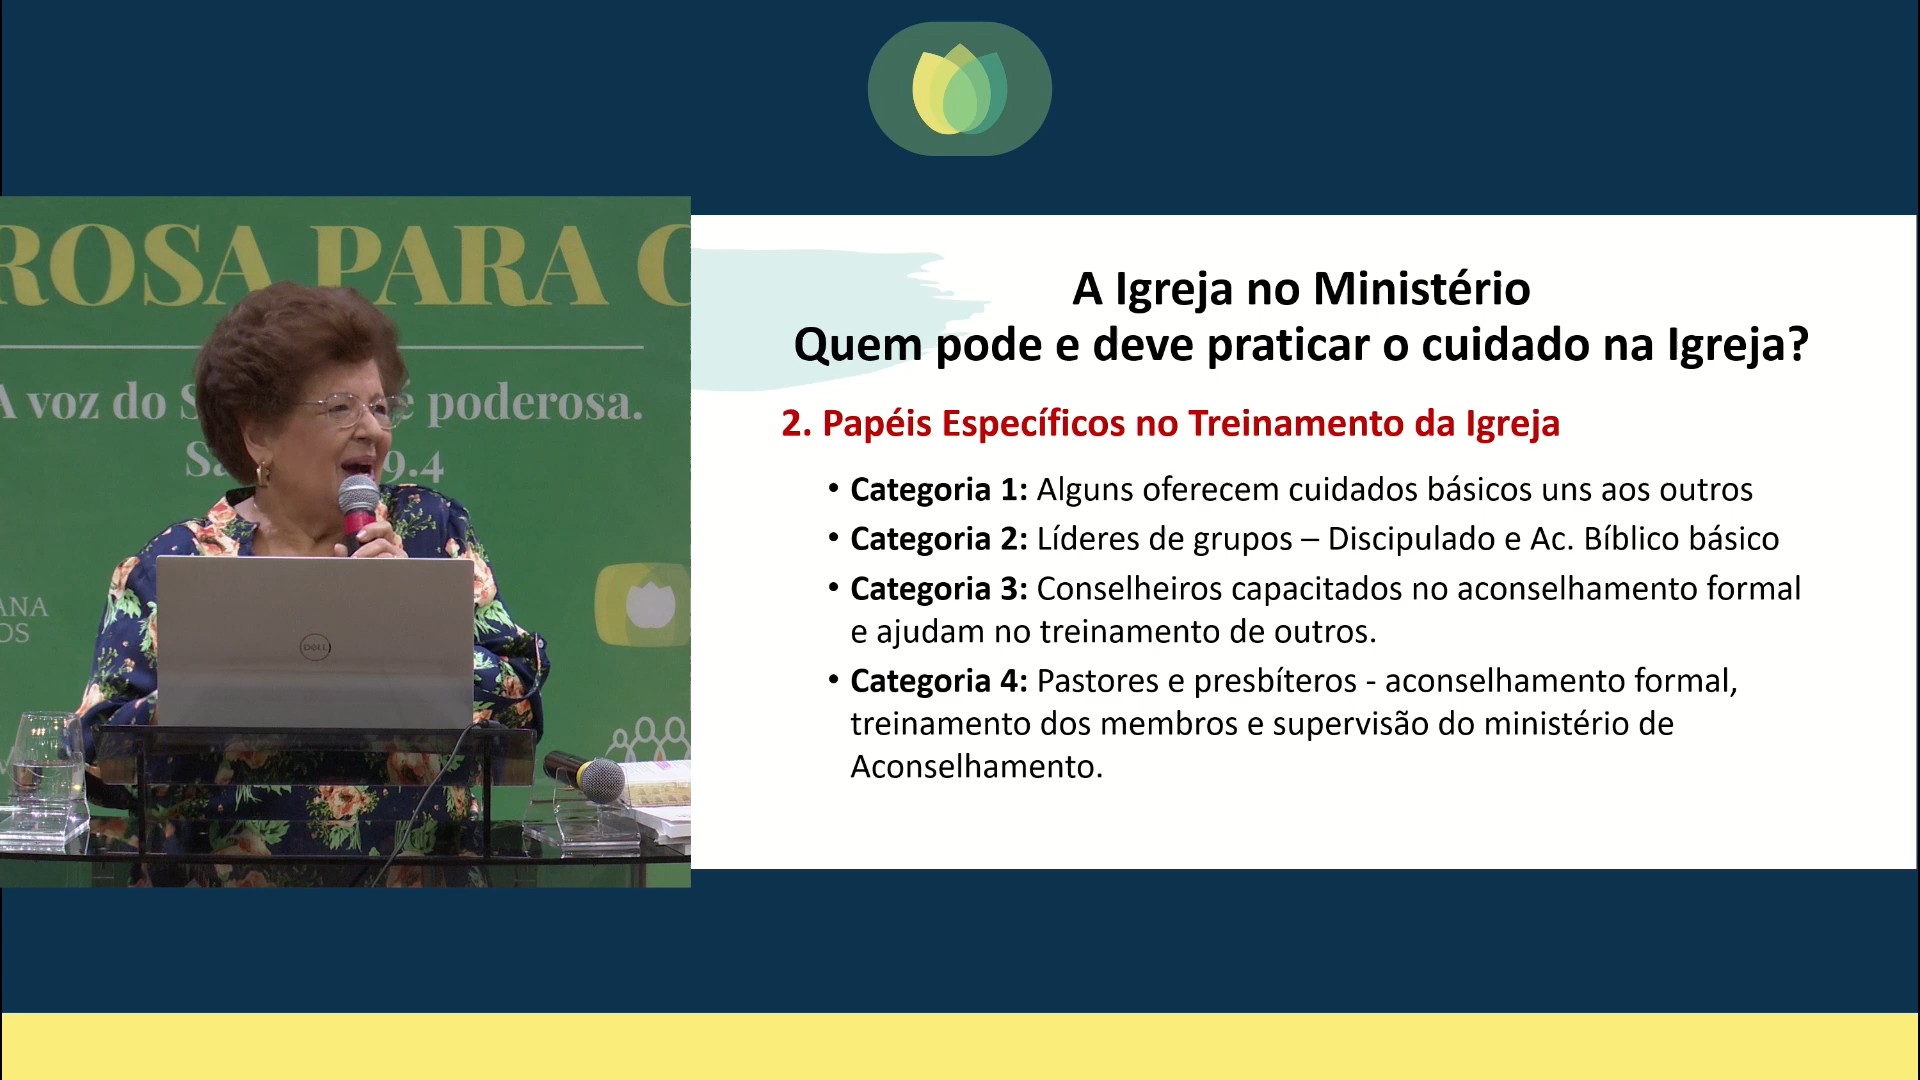 ROSA PARA
A voz do é poderosa.
9.4
ANA
OS
DELL
A Igreja no Ministério
Quem pode e deve praticar o cuidado na Igreja?
2. Papéis Específicos no Treinamento da Igreja
• Categoria 1: Alguns oferecem cuidados básicos uns aos outros
• Categoria 2: Líderes de grupos – Discipulado e Ac. Bíblico básico
• Categoria 3: Conselheiros capacitados no aconselhamento formal
e ajudam no treinamento de outros.
• Categoria 4: Pastores e presbíteros - aconselhamento formal,
treinamento dos membros e supervisão do ministério de
Aconselhamento.